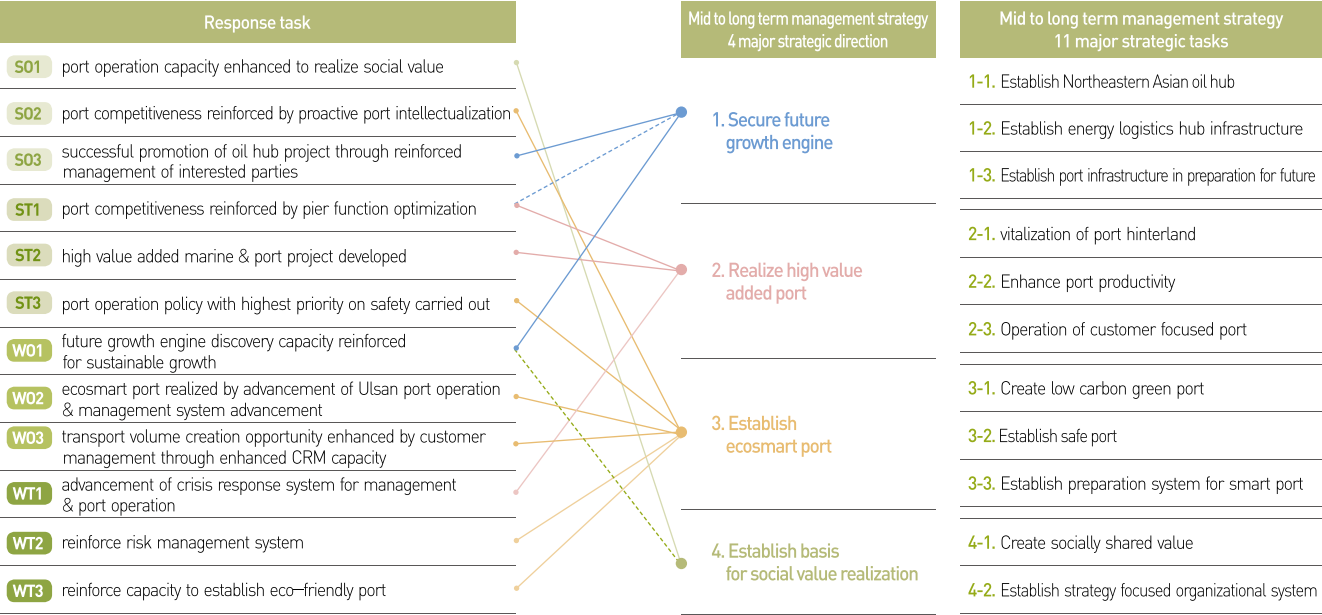 Response task
SO1 port operation capacity enhanced to realize social value
SO2 port competitiveness reinforced by proactive port intellectualization
SO3 successful promotion of oil hub project through reinforced
management of interested parties
ST1 port competitiveness reinforced by pier function optimization
ST2 high value added marine & port project developed
ST3 port operation policy with highest priority on safety carried out
WO1 future growth engine discovery capacity reinforced
for sustainable growth
WO2 ecosmart port realized by advancement of Ulsan port operation
& management system advancement
WO3 transport volume creation opportunity enhanced by customer
management through enhanced CRM capacity
WT1 advancement of crisis response system for management
& port operation
WT2 reinforce risk management system
WT3 reinforce capacity to establish eco–friendly port
Mid to long term management strategy
4 major strategic direction
1. Secure future
growth engine
2. Realize high value
added port
3. Establish
ecosmart port
4. Establish basis
for social value realization
Mid to long term management strategy
11 major strategic tasks
1-1. Establish Northeastern Asian oil hub
1-2. Establish energy logistics hub infrastructure
1-3. Establish port infrastructure in preparation for future
2-1. vitalization of port hinterland
2-2. Enhance port productivity
2-3. Operation of customer focused port
3-1. Create low carbon green port
3-2. Establish safe port
3-3. Establish preparation system for smart port
4-1. Create socially shared value
4-2. Establish strategy focused organizational system